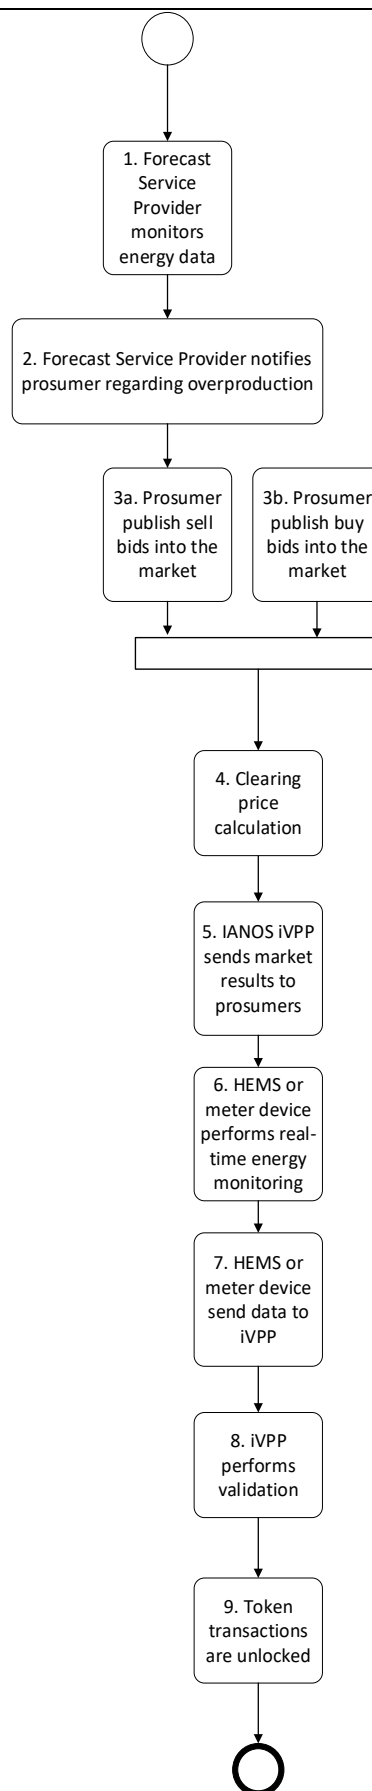 1. Forecast
Service
Provider
monitors
energy data
2. Forecast Service Provider notifies
prosumer regarding overproduction
3a. Prosumer
publish sell
bids into the
market
3b. Prosumer
publish buy
bids into the
market
4. Clearing
price
calculation
5. IANOS iVPP
sends market
results to
prosumers
6. HEMS or
meter device
performs real-
time energy
monitoring
7. HEMS or
meter device
send data to
iVPP
8. iVPP
performs
validation
9. Token
transactions
are unlocked